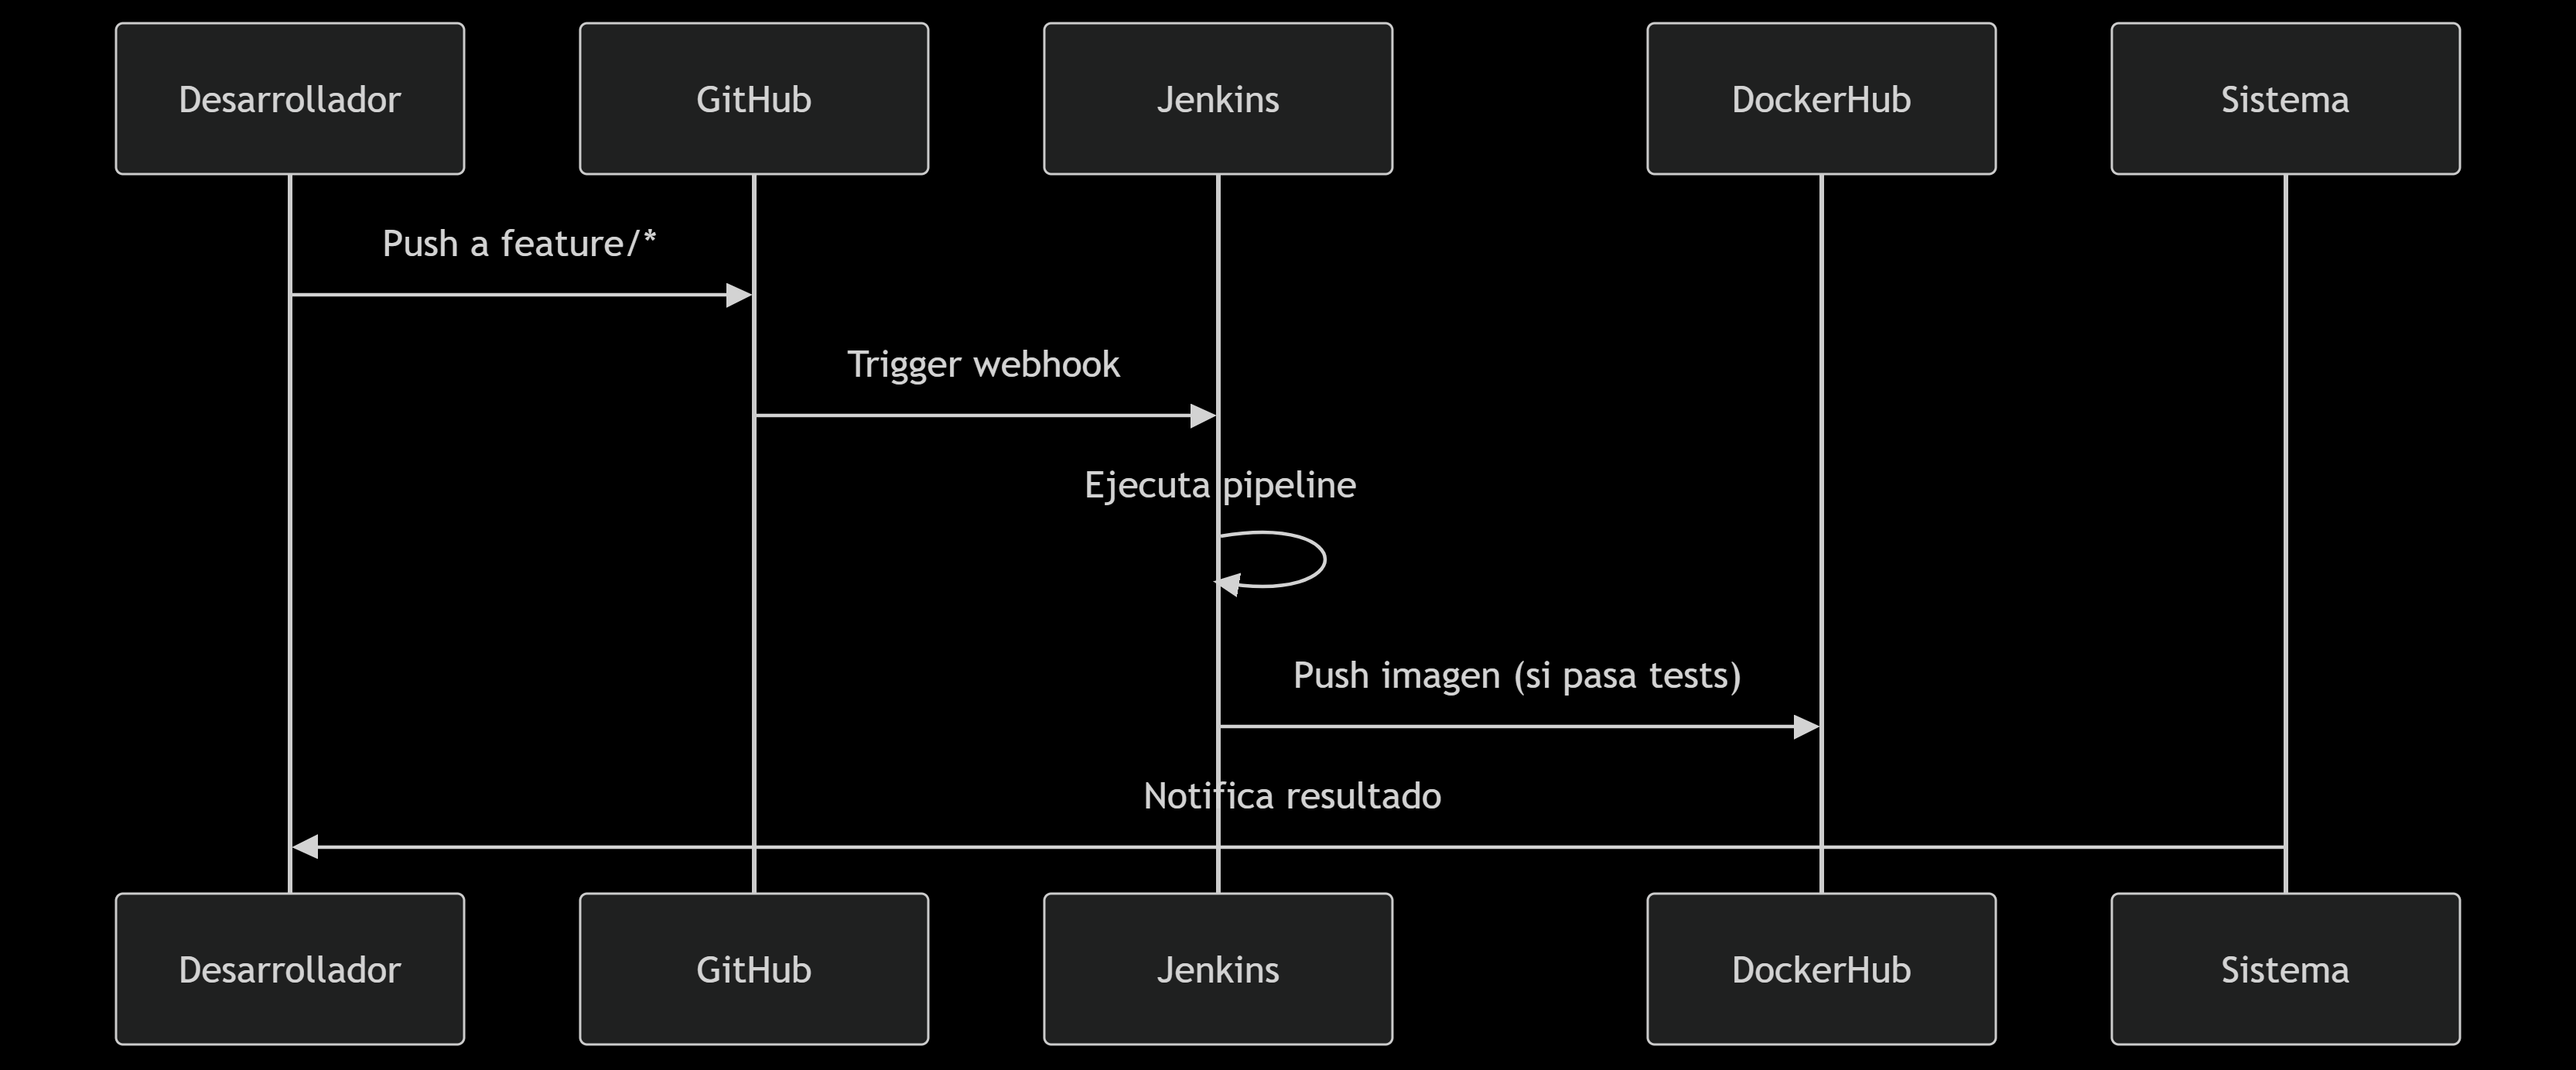 Desarrollador
GitHub
Jenkins
DockerHub
Sistema
Push a feature/*
Trigger webhook
Ejecuta pipeline
Push imagen (si pasa tests)
Notifica resultado
Desarrollador
GitHub
Jenkins
DockerHub
Sistema